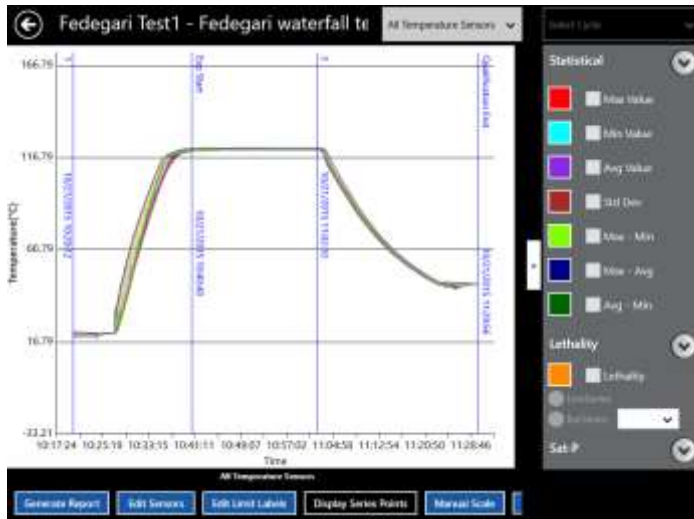 Fedegari Test1 - Fedegari waterfall te
All Temperature Sensors
Select Cycle
Statistical
Max Value
Min Value
Avg Value
Std Dev
Max - Min
Max - Avg
Avg - Min
Lethality
Lethality
Sat-P
Temperature(°C)
166.79
116.79
66.79
16.79
-33.21
Exp Start
Qualification End
10:17:24 10:25:19 10:33:15 10:41:11 10:49:07 10:57:02 11:04:58 11:12:54 11:20:50 11:28:46
Time
All Temperature Sensors
Generate Report
Edit Sensors
Edit Limit Labels
Display Series Points
Manual Scale